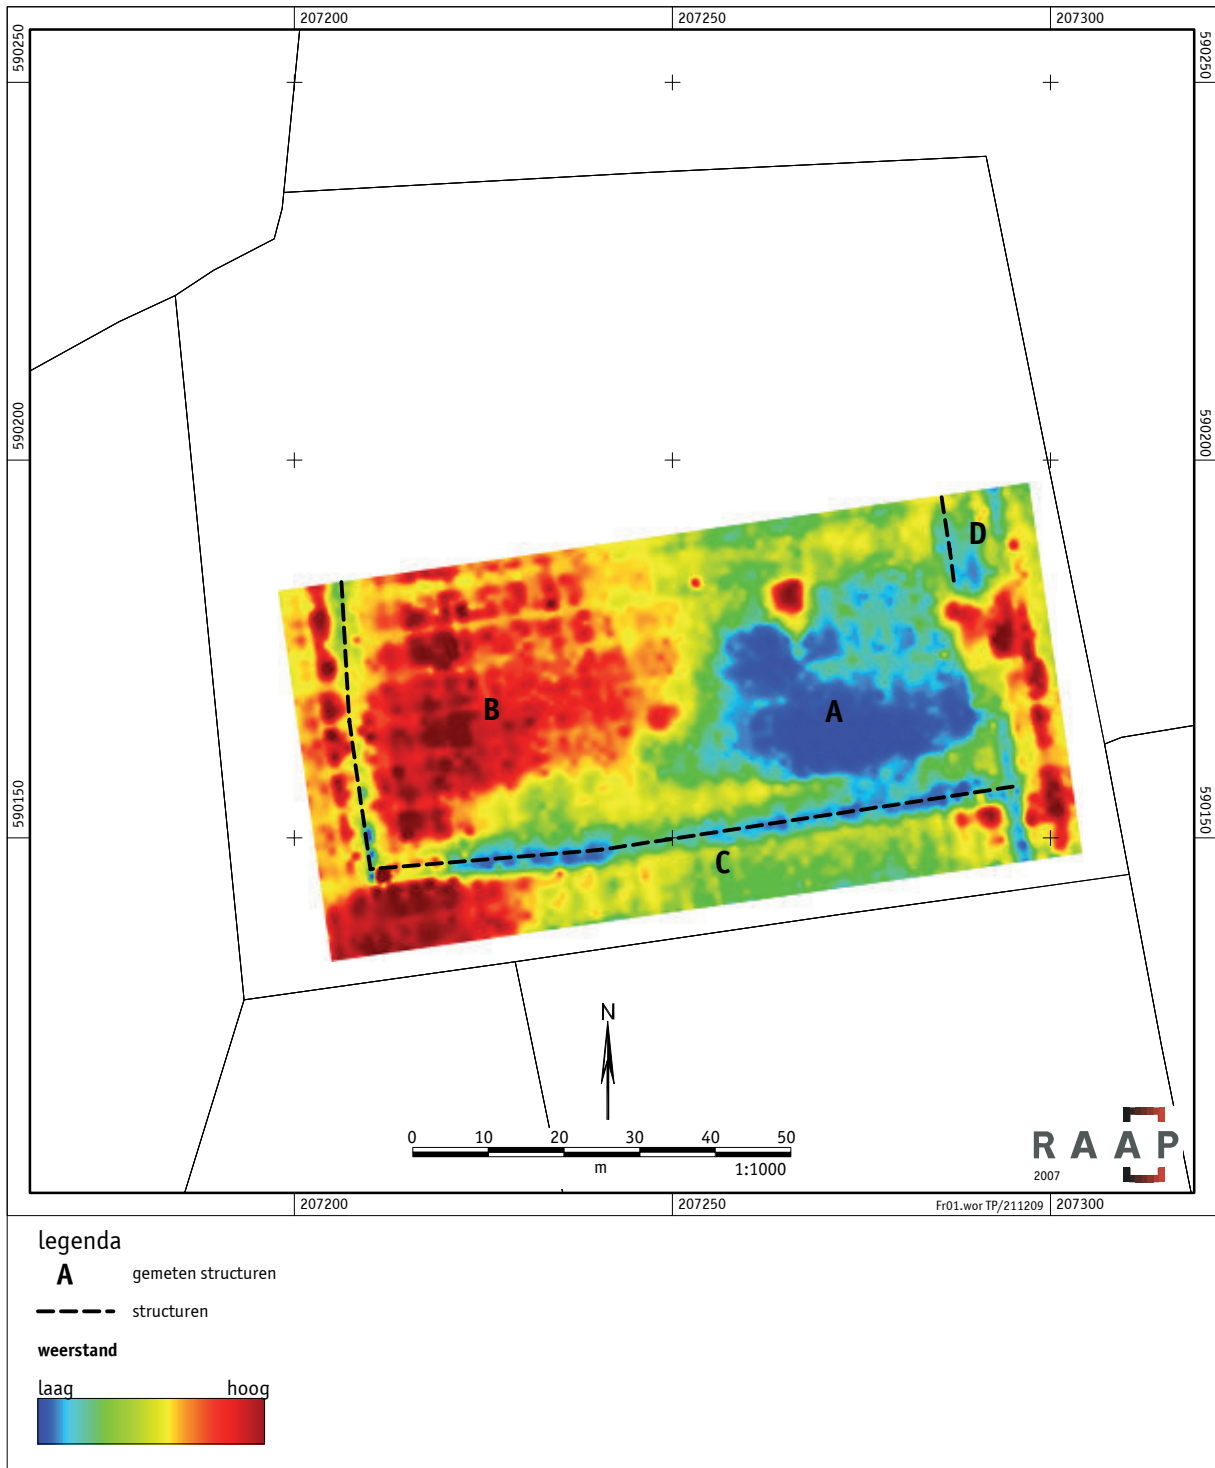 207200 207250 207300
590250 590250
590200 590200
D
B A
590150 590150
C
N
0 10 20 30 40 50
m 1:1000
RAAP
2007
207200 207250 Fr01.wor TP/211209 207300
legenda
A gemeten structuren
structuren
weerstand
laag hoog